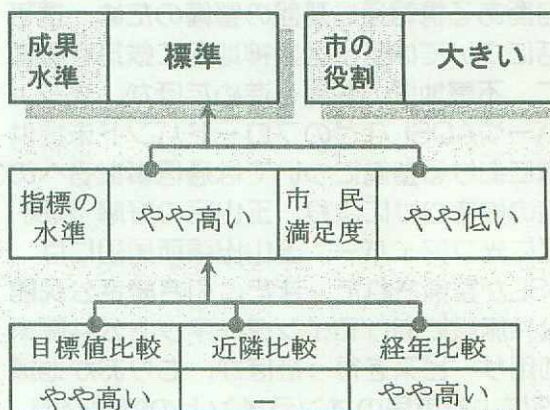 成果
水準
標準
市の
役割
大きい
指標の
水準
やや高い
市 民
満足度
やや低い
目標値比較
近隣比較
経年比較
やや高い
—
やや高い